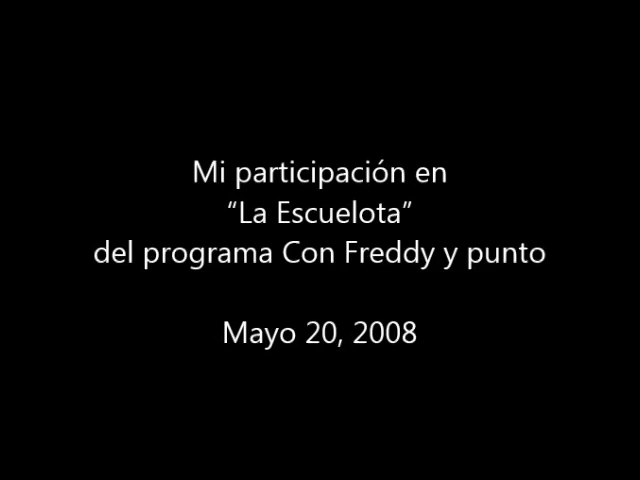 Mi participación en
“La Escuelota”
del programa Con Freddy y punto
Mayo 20, 2008